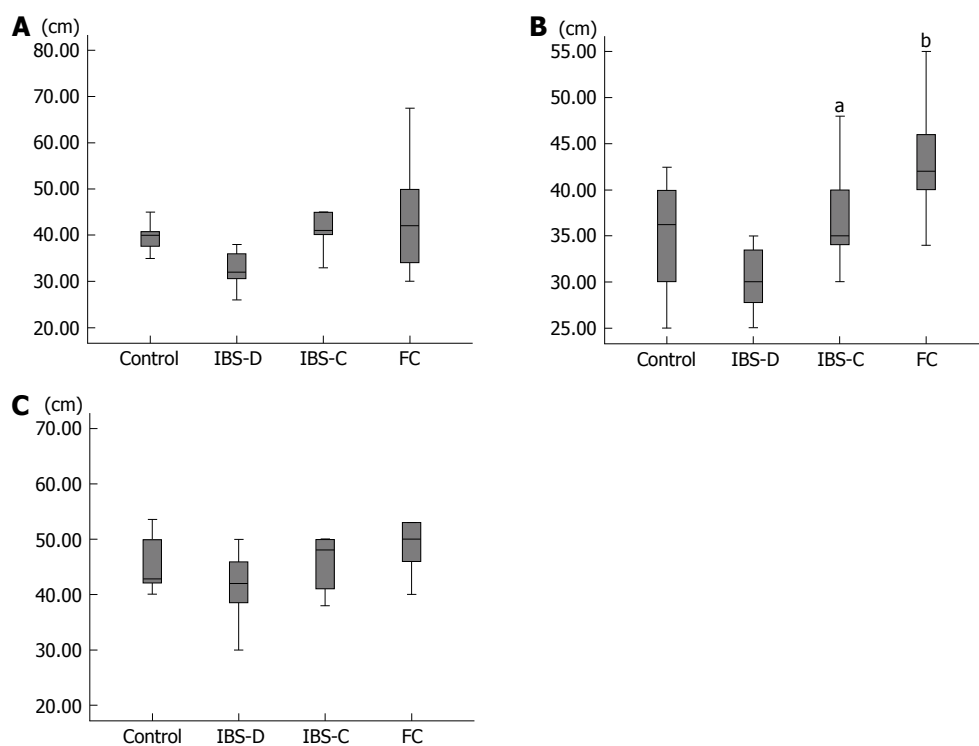 A (cm)
80.00
70.00
60.00
50.00
40.00
30.00
20.00
Control IBS-D IBS-C FC
B (cm)
55.00
50.00
45.00
40.00
35.00
30.00
25.00
a
b
Control IBS-D IBS-C FC
C (cm)
70.00
60.00
50.00
40.00
30.00
20.00
Control IBS-D IBS-C FC